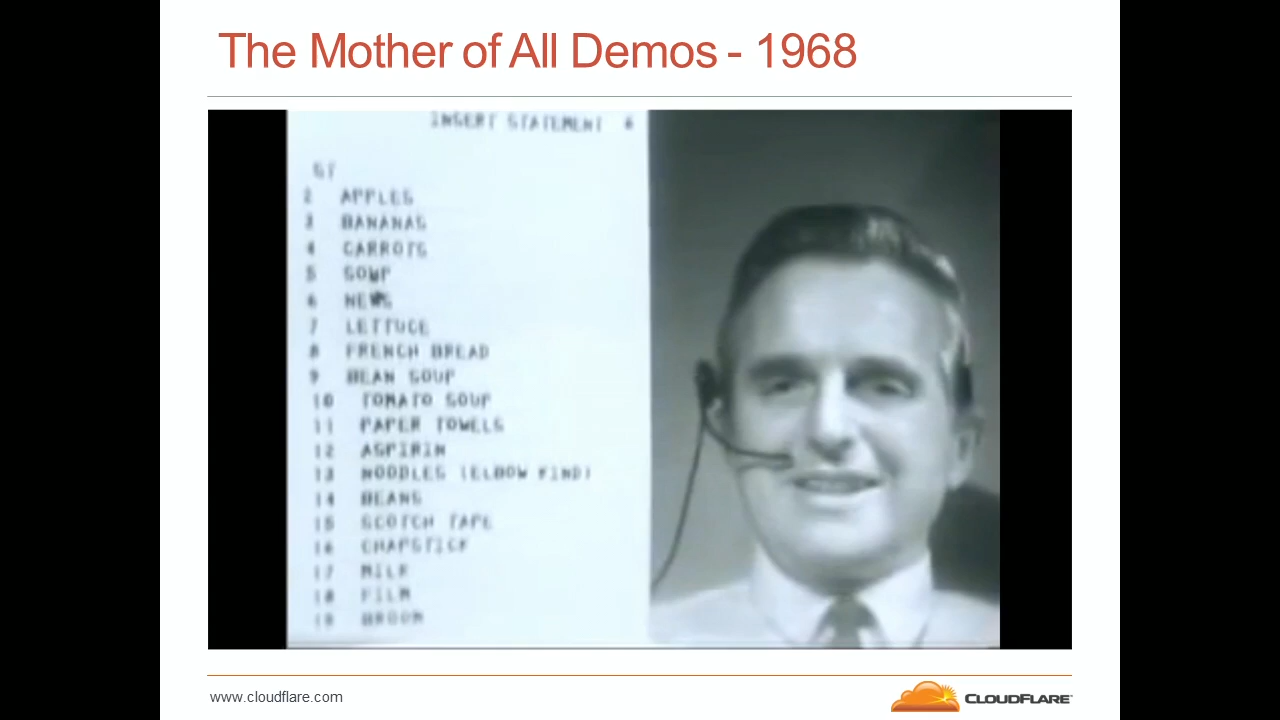 The Mother of All Demos - 1968
INSERT STATEMENT
ST
2 APPLES
3 BANANAS
4 CARROTS
5 SOUP
6 NEWS
7 LETTUCE
8 FRENCH BREAD
9 BEAN SOUP
10 TOMATO SOUP
11 PAPER TOWELS
12 ASPIRIN
13 NOODLES (ELBOW KIND)
14 BEANS
15 SCOTCH TAPE
16 CHAPSTICK
17 MILK
18 FILM
19 BROOM
www.cloudflare.com
CLOUDFLARE